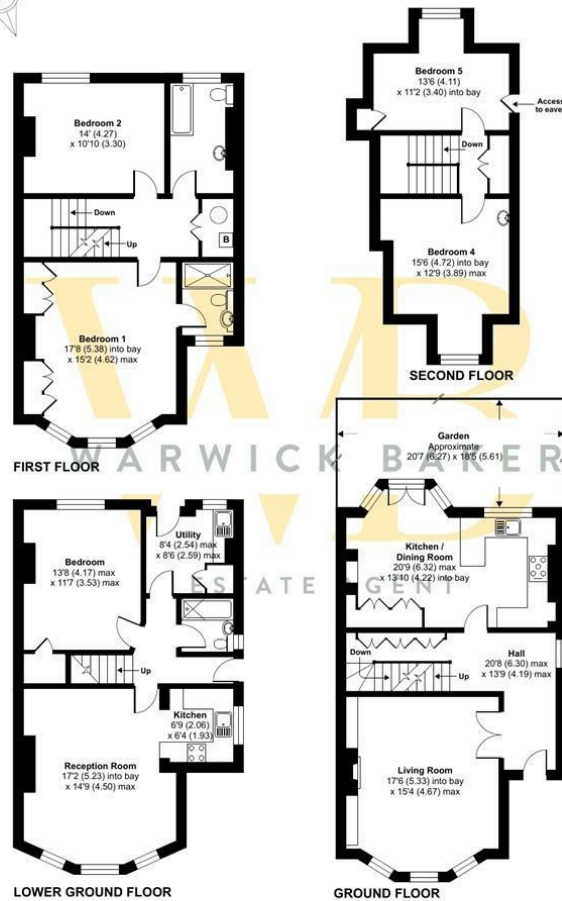 Bedroom 2
14' (4.27)
x 10'10 (3.30)
Down
Up
B
Bedroom 1
17'8 (5.38) into bay
x 15'2 (4.62) max
FIRST FLOOR
Bedroom 5
13'6 (4.11)
x 11'2 (3.40) into bay
Access
to eave
Down
Bedroom 4
15'6 (4.72) into bay
x 12'9 (3.89) max
SECOND FLOOR
WB
WARWICK BAKER
ESTATE AGENT
Bedroom
13'8 (4.17) max
x 11'7 (3.53) max
Utility
8'4 (2.54) max
x 8'6 (2.59) max
Up
Kitchen
6'9 (2.06)
x 6'4 (1.93)
Reception Room
17'2 (5.23) into bay
x 14'9 (4.50) max
LOWER GROUND FLOOR
Garden
Approximate
20'7 (6.27) x 18'5 (5.61)
Kitchen /
Dining Room
20'9 (6.32) max
x 13'10 (4.22) into bay
Down
Up
Hall
20'8 (6.30) max
x 13'9 (4.19) max
Living Room
17'6 (5.33) into bay
x 15'4 (4.67) max
GROUND FLOOR